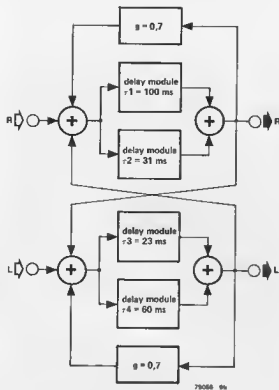 g = 0,7
delay module
τ1 = 100 ms
R
R
delay module
τ2 = 31 ms
delay module
τ3 = 23 ms
L
L
delay module
τ4 = 60 ms
g = 0,7
79056 9b